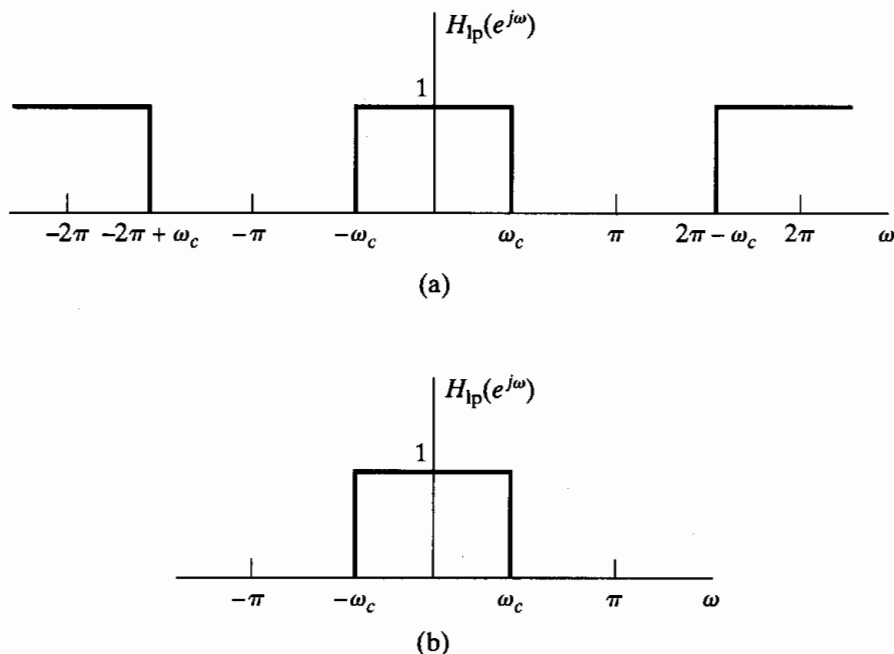 H_lp(e^{jω})
1
−2π −2π + ω_c −π −ω_c ω_c π 2π − ω_c 2π ω
(a)
H_lp(e^{jω})
1
−π −ω_c ω_c π ω
(b)